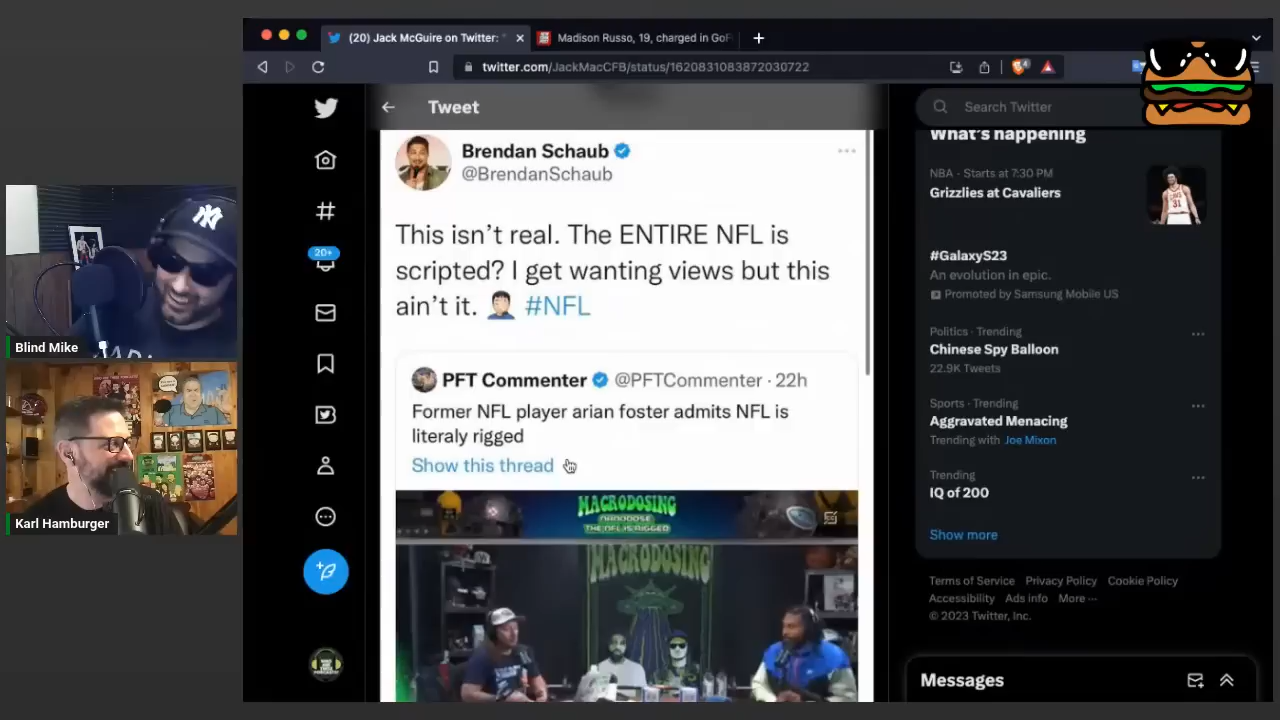 (20) Jack McGuire on Twitter: "
Madison Russo, 19, charged in GoF
twitter.com/JackMacCFB/status/1620831083872030722
Tweet
Search Twitter
Brendan Schaub
@BrendanSchaub
This isn't real. The ENTIRE NFL is
scripted? I get wanting views but this
ain't it. 🤦🏻‍♂️ #NFL
PFT Commenter @PFTCommenter · 22h
Former NFL player arian foster admits NFL is
literaly rigged
Show this thread
MACRODOSING
NANODOSE
THE NFL IS RIGGED
MACRODOSING
20+
What's happening
NBA · Starts at 7:30 PM
Grizzlies at Cavaliers
#GalaxyS23
An evolution in epic.
Promoted by Samsung Mobile US
Politics · Trending
Chinese Spy Balloon
22.9K Tweets
Sports · Trending
Aggravated Menacing
Trending with Joe Mixon
Trending
IQ of 200
Show more
Terms of Service Privacy Policy Cookie Policy
Accessibility Ads info More ···
© 2023 Twitter, Inc.
Messages
Blind Mike
Karl Hamburger